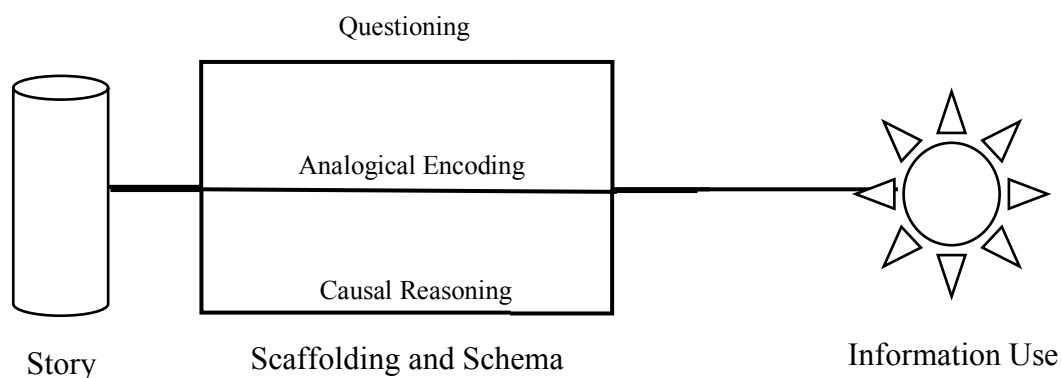 Questioning
Analogical Encoding
Causal Reasoning
Story
Scaffolding and Schema
Information Use